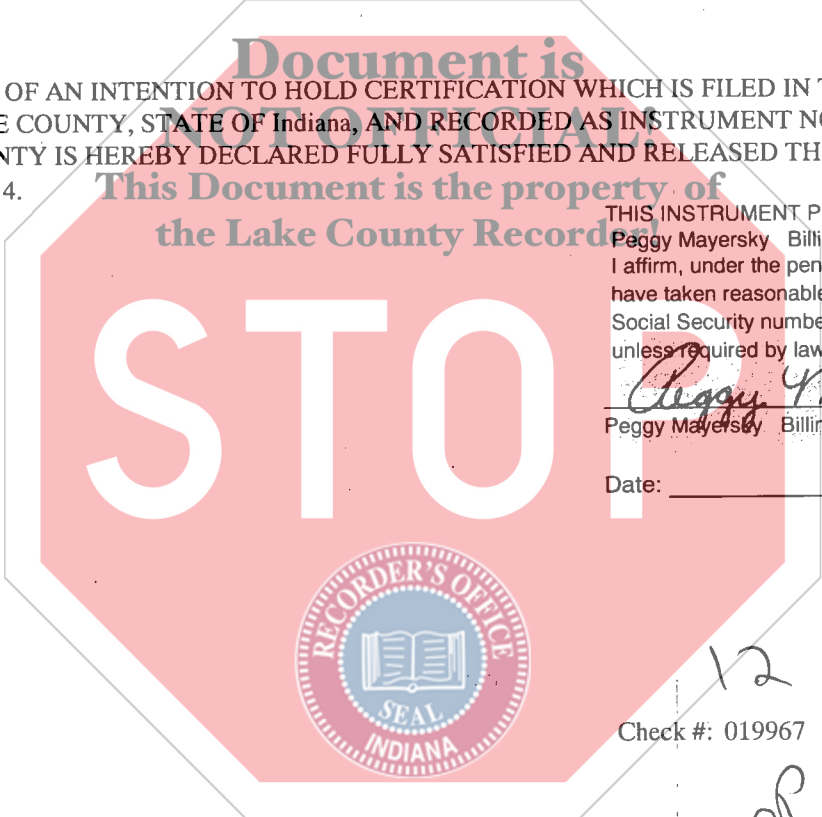 Document is
OF AN INTENTION TO HOLD CERTIFICATION WHICH IS FILED IN
NOT OFFICIAL!
COUNTY, STATE OF Indiana, AND RECORDED AS INSTRUMENT NO
NTY IS HEREBY DECLARED FULLY SATISFIED AND RELEASED TH
4.
This Document is the property of
the Lake County Recorder!
THIS INSTRUMENT P
Peggy Mayersky Billi
I affirm, under the pen
have taken reasonable
Social Security numbe
unless required by law
Peggy
Peggy Mayersky Billin
Date:
STOP
RECORDER'S OFFICE
SEAL
INDIANA
12
Check #: 019967